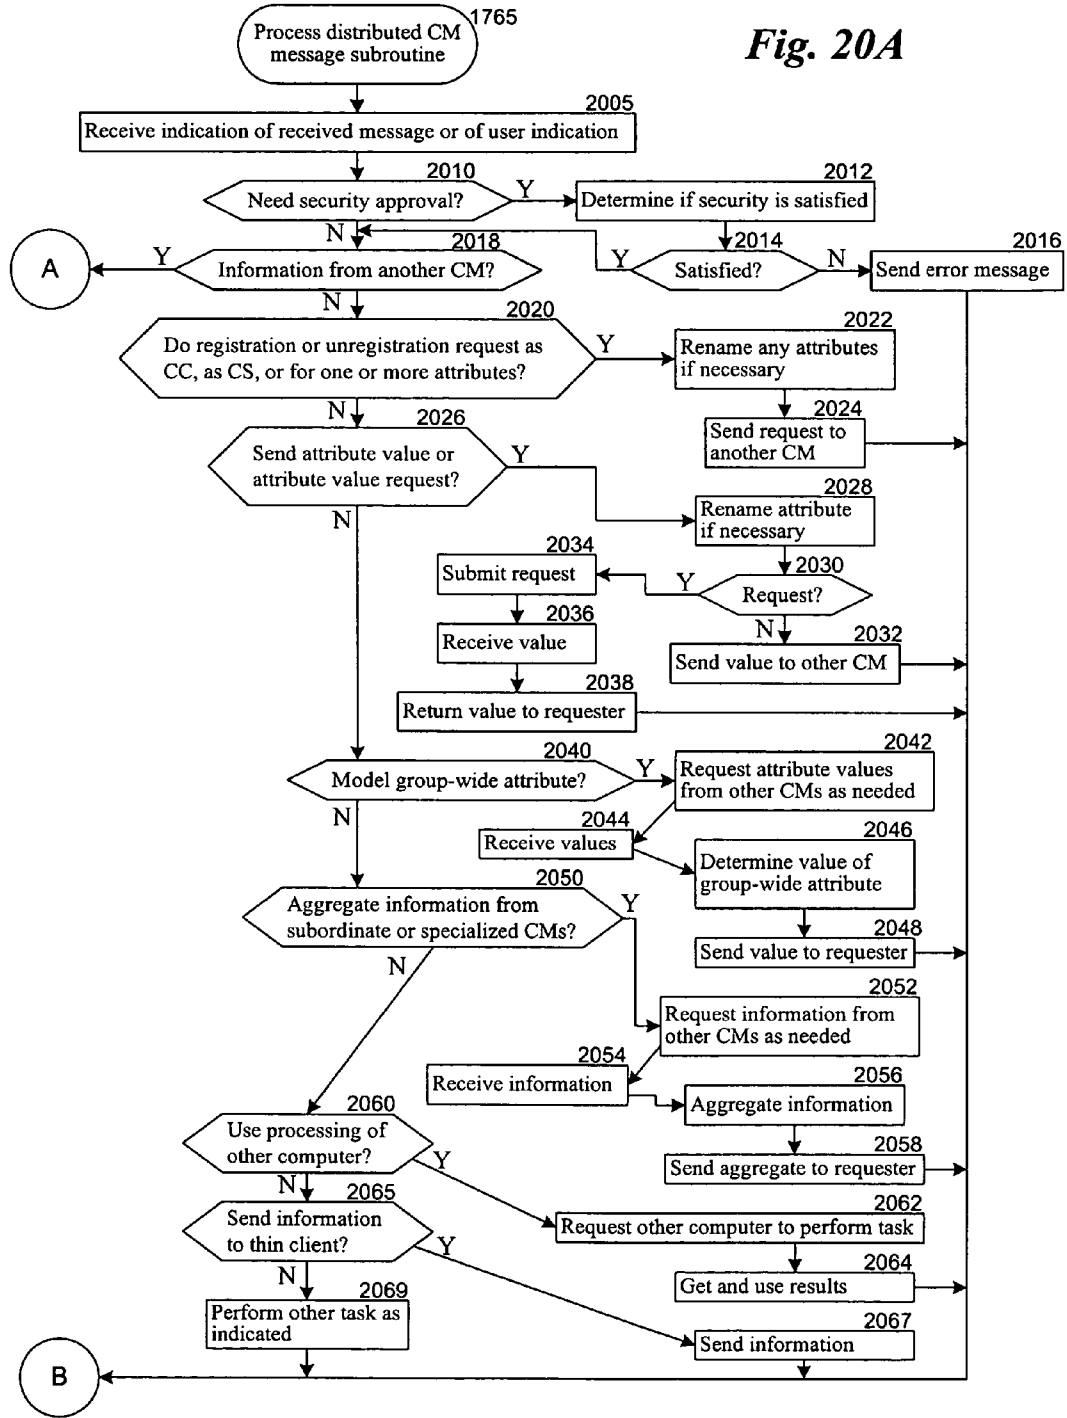 Process distributed CM
message subroutine
1765
Fig. 20A
2005
Receive indication of received message or of user indication
2010
Need security approval?
Y
2012
Determine if security is satisfied
N
2018
Information from another CM?
Y
A
2014
Satisfied?
Y
N
2016
Send error message
N
2020
Do registration or unregistration request as
CC, as CS, or for one or more attributes?
Y
2022
Rename any attributes
if necessary
2024
Send request to
another CM
N
2026
Send attribute value or
attribute value request?
Y
2028
Rename attribute
if necessary
2030
Request?
Y
N
2034
Submit request
2036
Receive value
2032
Send value to other CM
2038
Return value to requester
N
2040
Model group-wide attribute?
Y
2042
Request attribute values
from other CMs as needed
2044
Receive values
2046
Determine value of
group-wide attribute
2048
Send value to requester
N
2050
Aggregate information from
subordinate or specialized CMs?
Y
2052
Request information from
other CMs as needed
2054
Receive information
2056
Aggregate information
2058
Send aggregate to requester
N
2060
Use processing of
other computer?
Y
2062
Request other computer to perform task
2064
Get and use results
N
2065
Send information
to thin client?
Y
2067
Send information
N
2069
Perform other task as
indicated
B